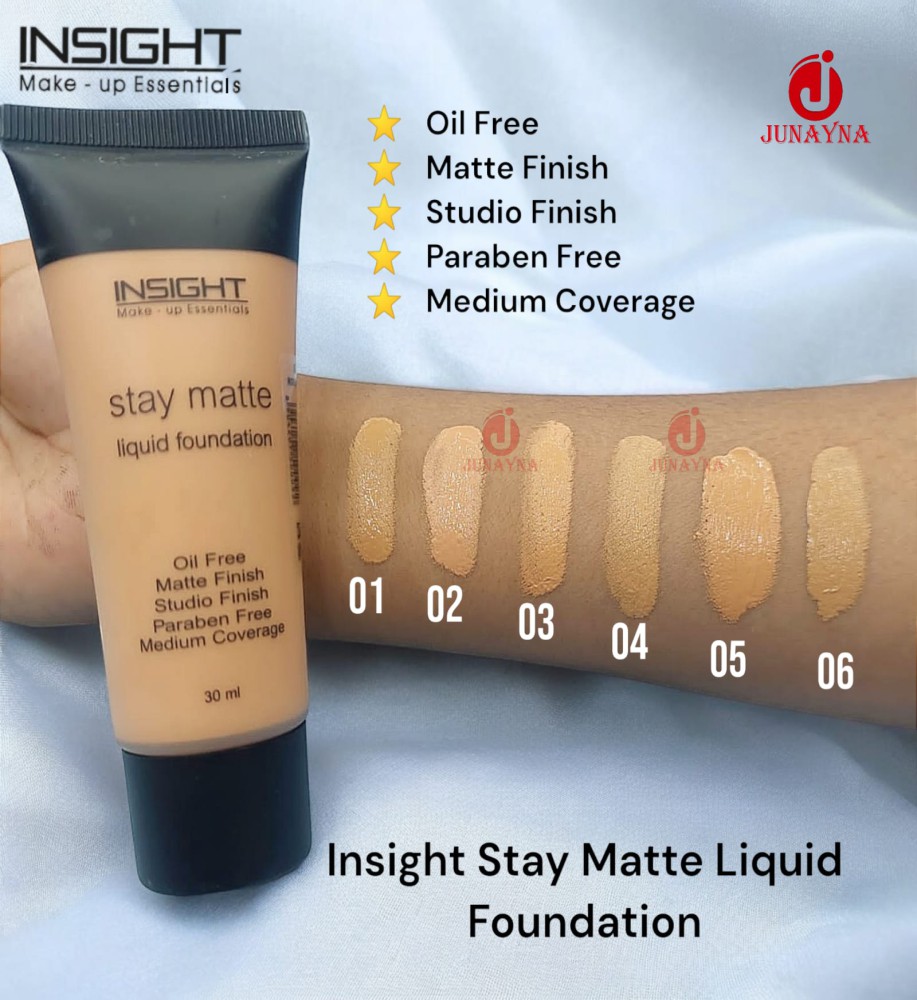 INSIGHT
Make - up Essentials
JUNAYNA
Oil Free
Matte Finish
Studio Finish
Paraben Free
Medium Coverage
INSIGHT
Make - up Essentials
stay matte
liquid foundation
Oil Free
Matte Finish
Studio Finish
Paraben Free
Medium Coverage
30 ml
JUNAYNA
JUNAYNA
01
02
03
04
05
06
Insight Stay Matte Liquid
Foundation